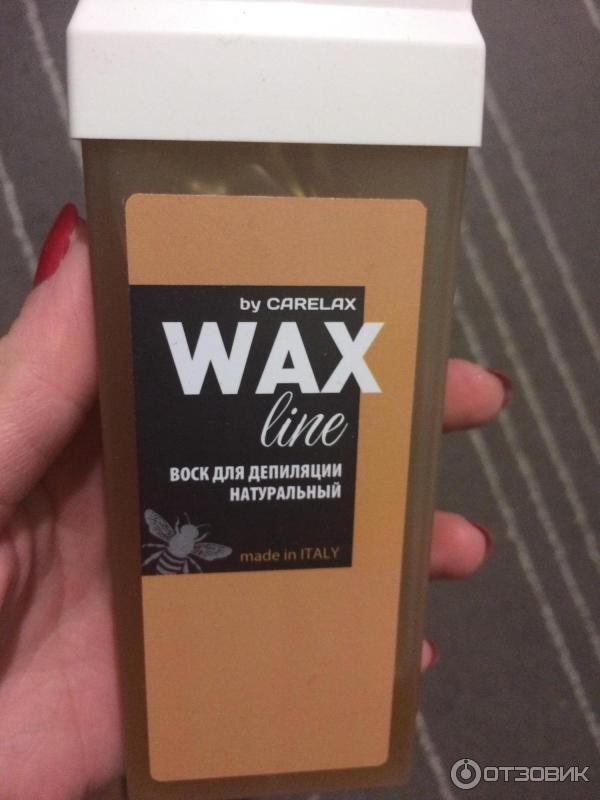 by CARELAX
WAX
line
ВОСК ДЛЯ ДЕПИЛЯЦИИ
НАТУРАЛЬНЫЙ
made in ITALY
ОТЗОВИК